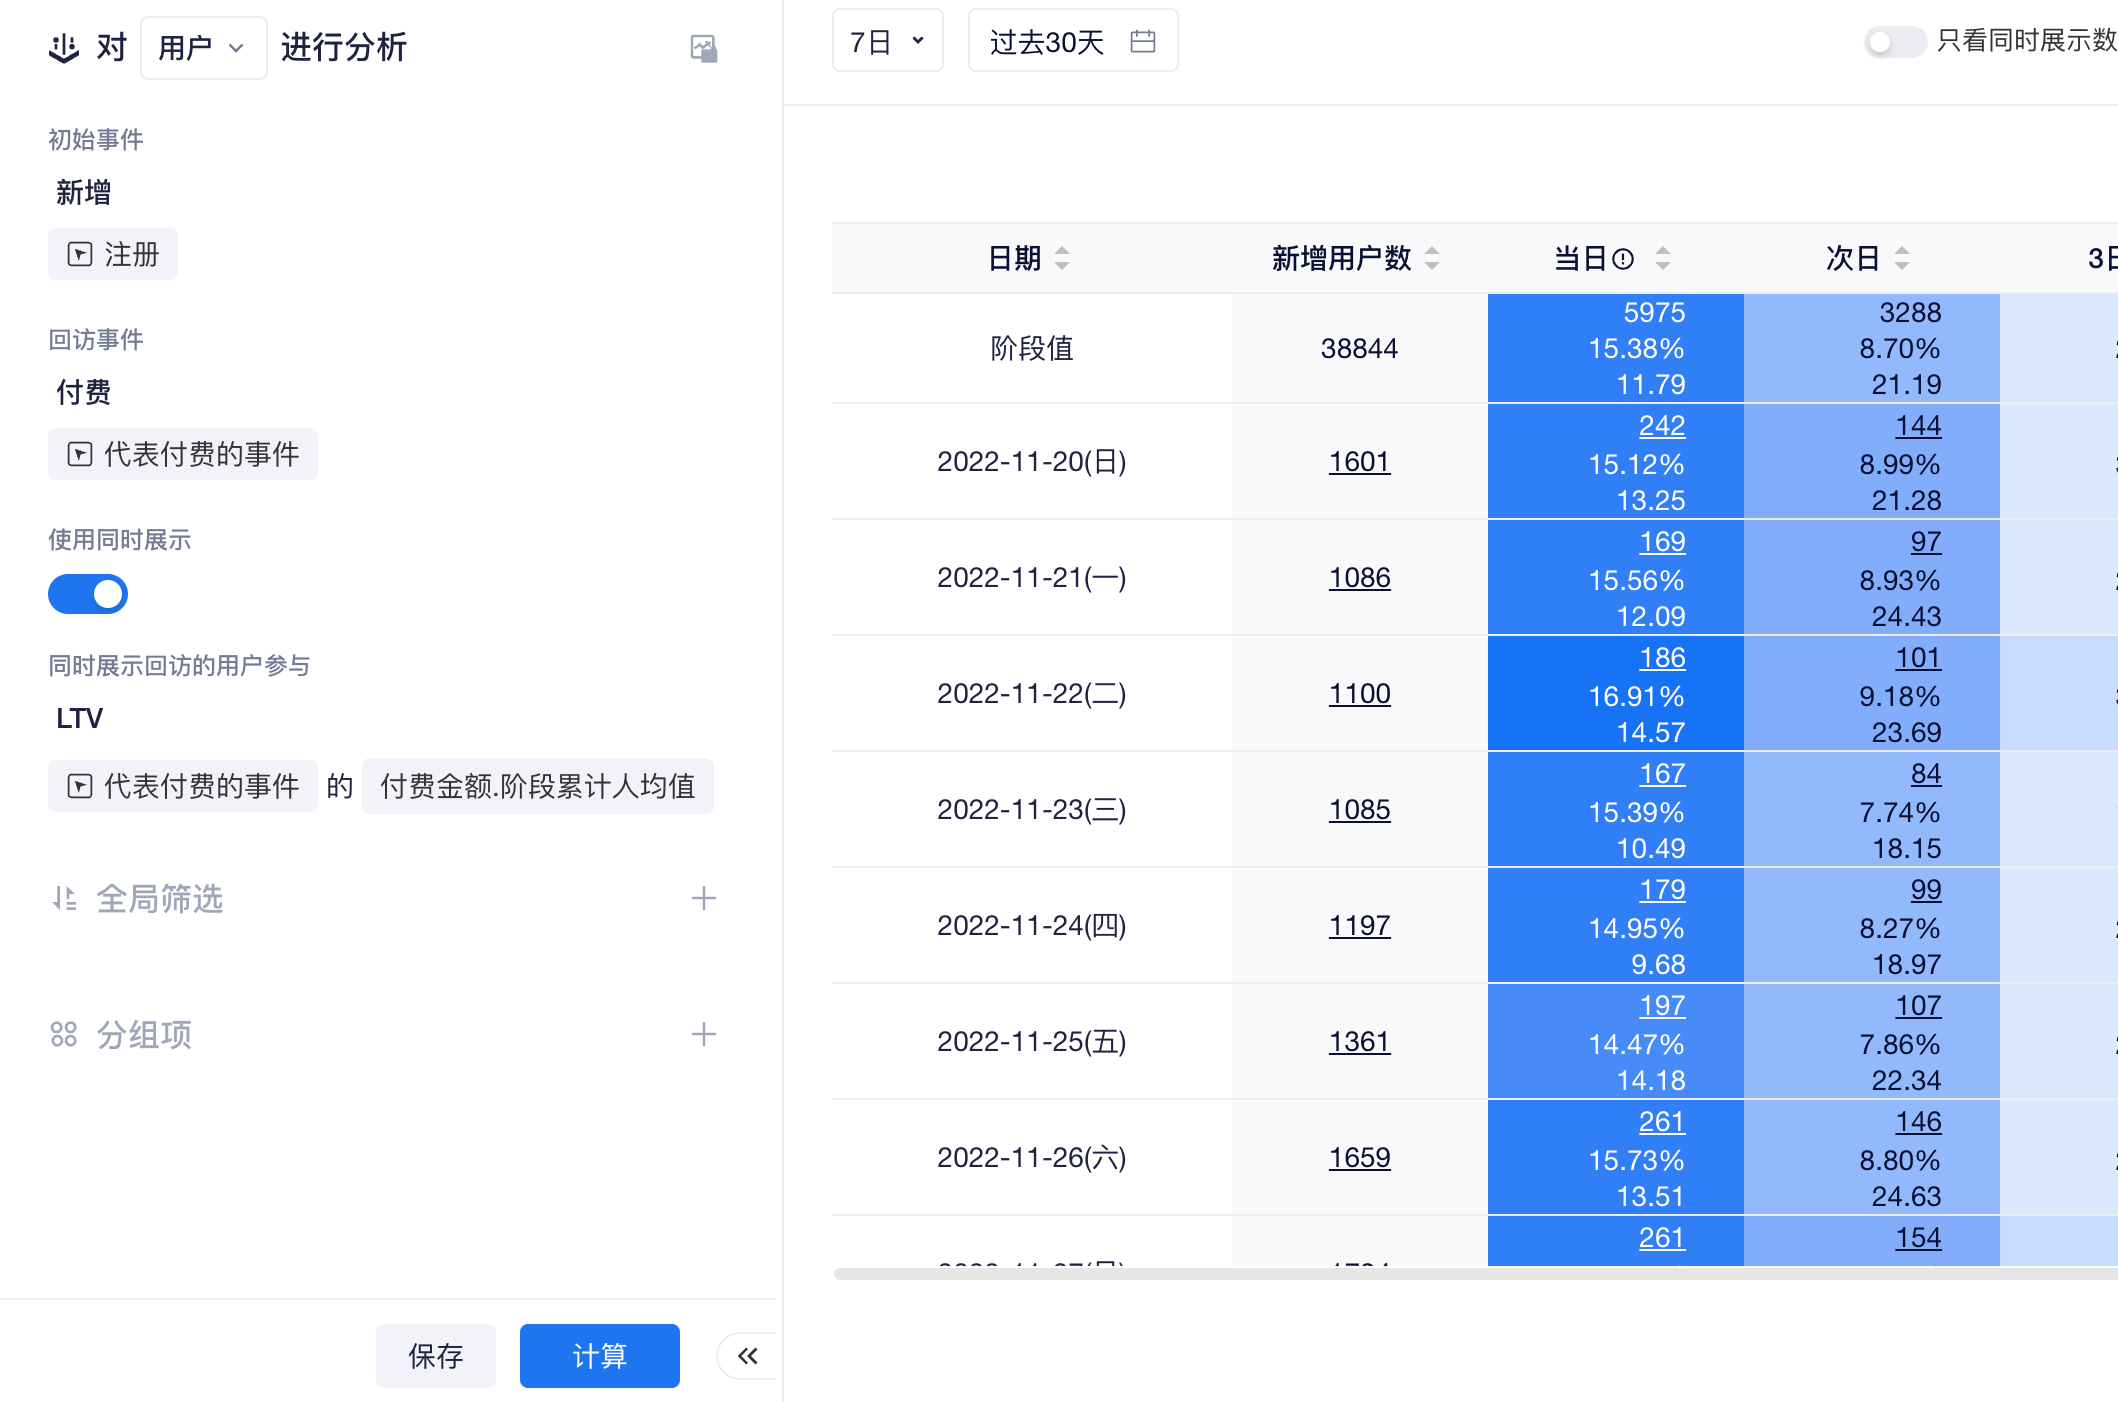 对 用户 进行分析
初始事件
新增
注册
回访事件
付费
代表付费的事件
使用同时展示
同时展示回访的用户参与
LTV
代表付费的事件 的 付费金额.阶段累计人均值
全局筛选
分组项
保存 计算
7日 过去30天 只看同时展示数
日期 新增用户数 当日 次日 3日
阶段值 38844
5975 3288
15.38% 8.70%
11.79 21.19
2022-11-20(日) 1601
242 144
15.12% 8.99%
13.25 21.28
2022-11-21(一) 1086
169 97
15.56% 8.93%
12.09 24.43
2022-11-22(二) 1100
186 101
16.91% 9.18%
14.57 23.69
2022-11-23(三) 1085
167 84
15.39% 7.74%
10.49 18.15
2022-11-24(四) 1197
179 99
14.95% 8.27%
9.68 18.97
2022-11-25(五) 1361
197 107
14.47% 7.86%
14.18 22.34
2022-11-26(六) 1659
261 146
15.73% 8.80%
13.51 24.63
261 154